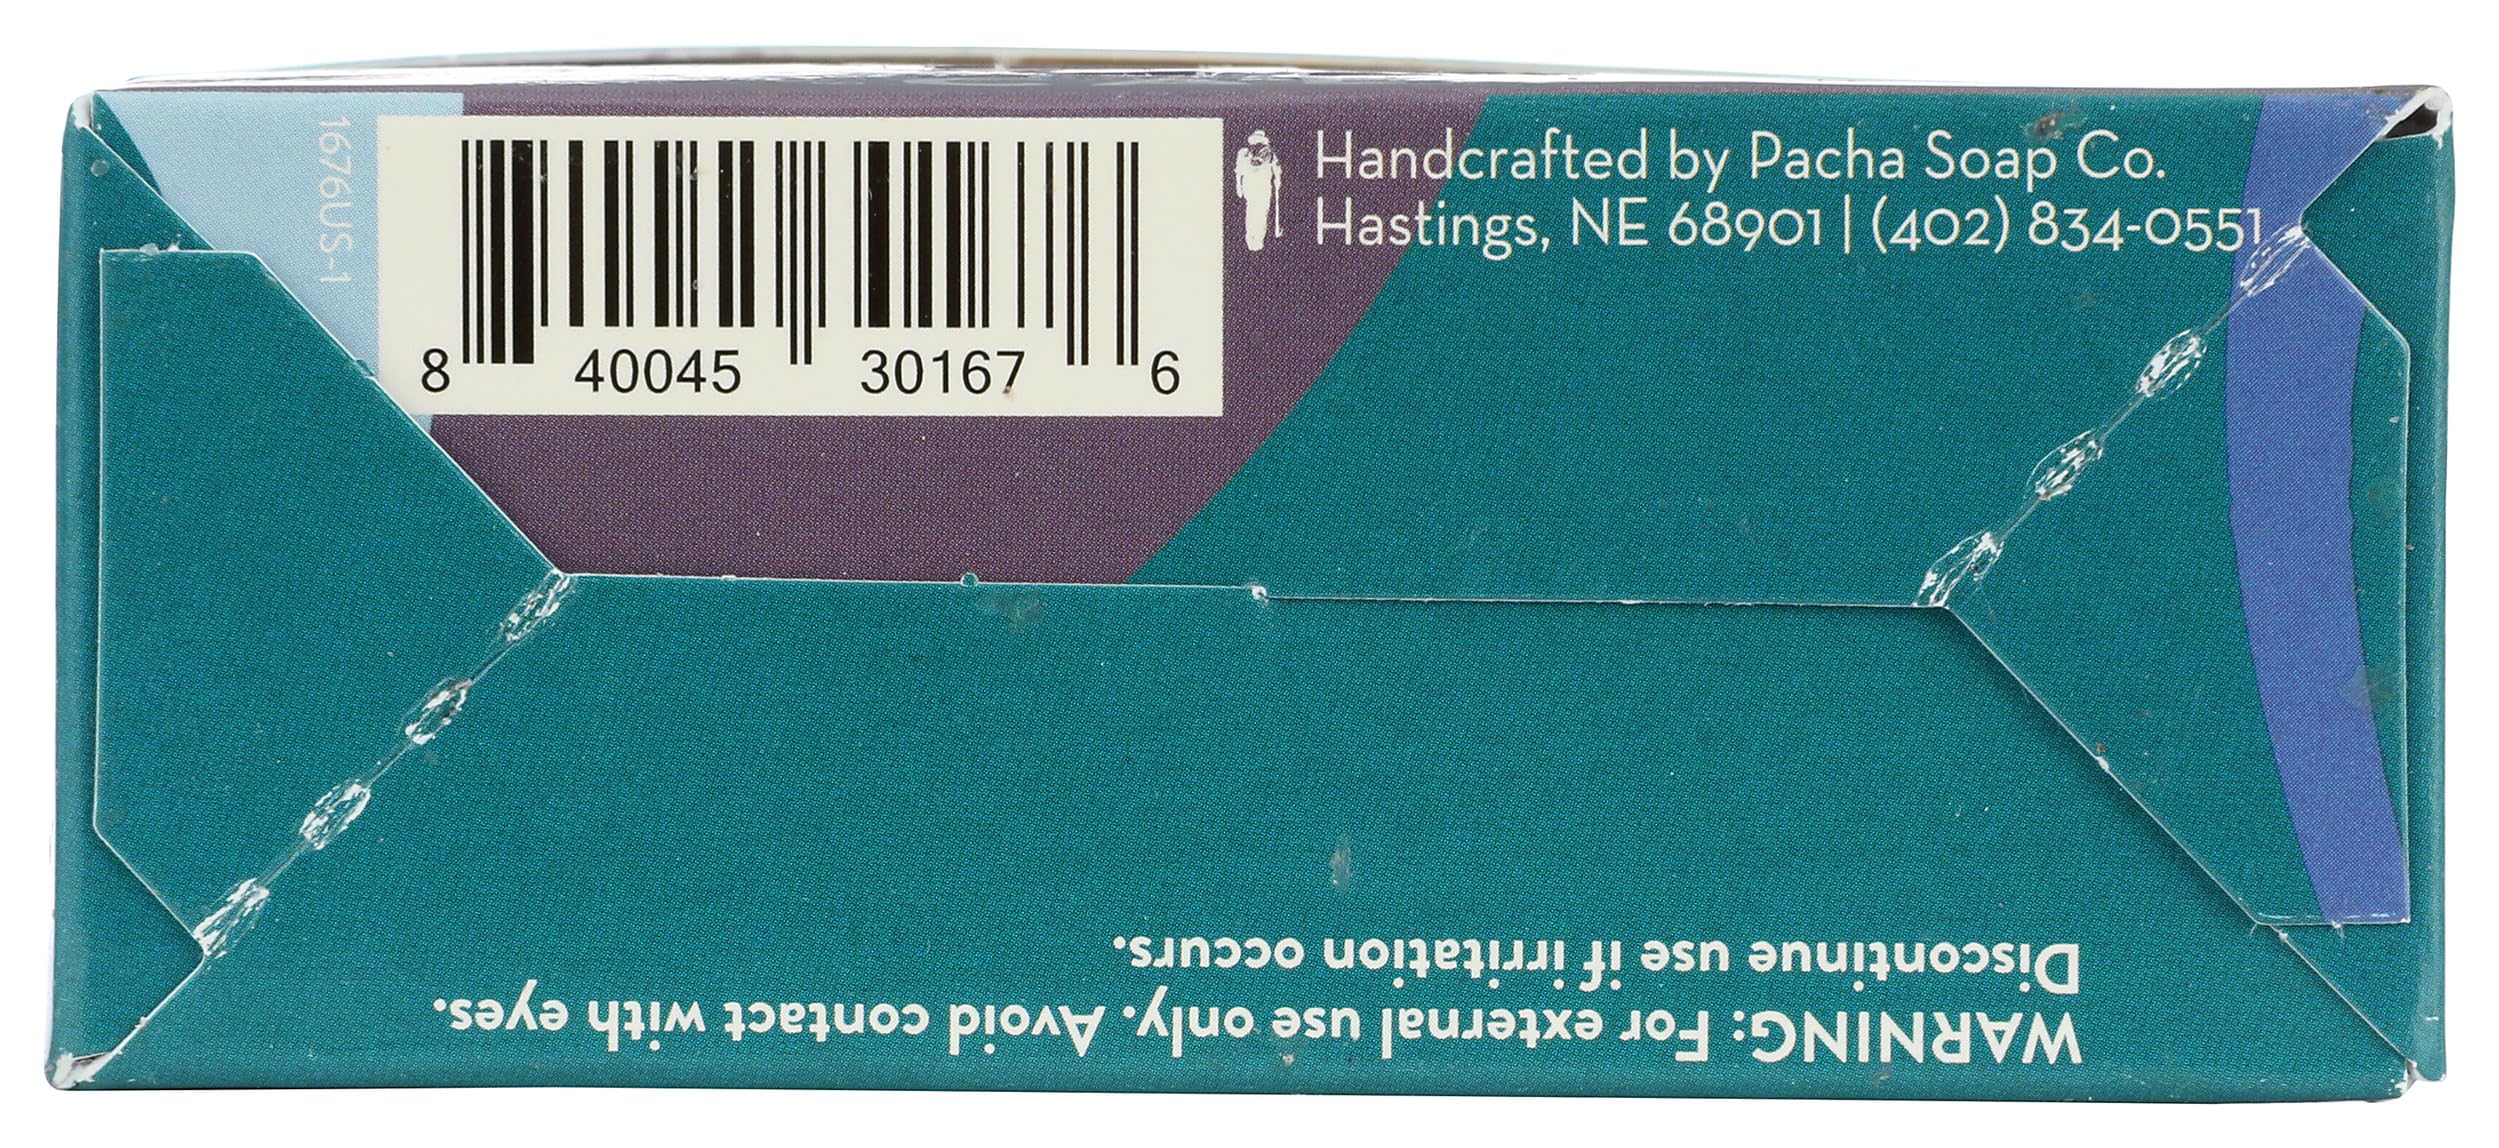 1676US-1
8 40045 30167 6
Handcrafted by Pacha Soap Co.
Hastings, NE 68901 | (402) 834-0551
WARNING: For external use only. Avoid contact with eyes.
Discontinue use if irritation occurs.